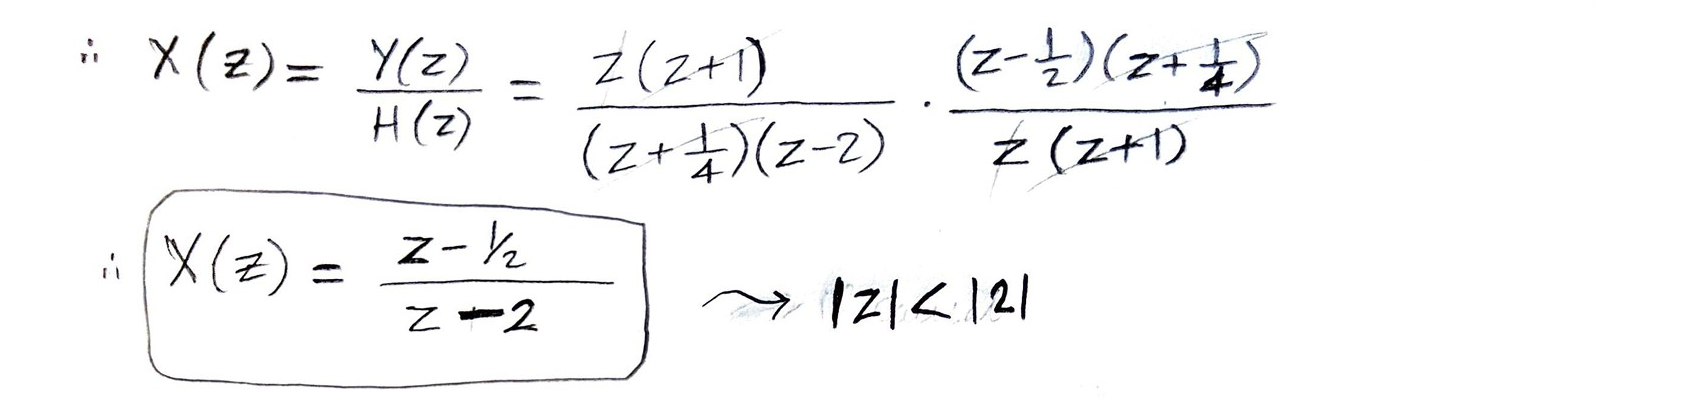 ∴ X(z) = Y(z)/H(z) = z(z+1)/((z+1/4)(z-2)) · (z-1/2)(z+1/4)/(z(z+1))
∴ X(z) = (z-1/2)/(z-2) ⇝ |z| < |2|